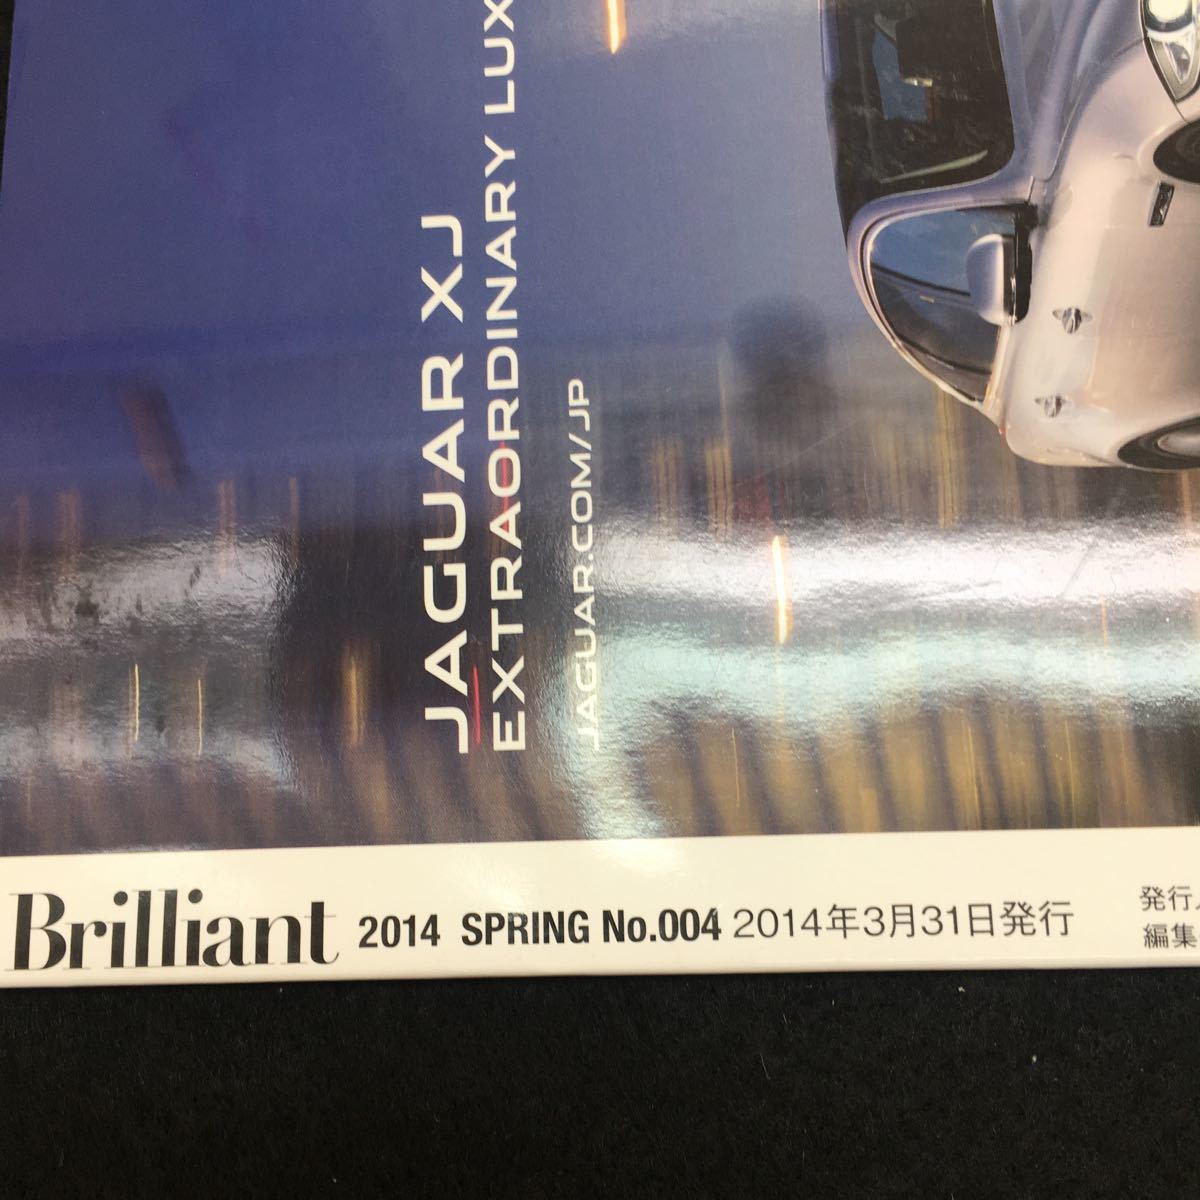 JAGUAR XJ
EXTRAORDINARY LUX
JAGUAR.COM/JP
Brilliant 2014 SPRING No.004 2014年3月31日発行
発行人
編集